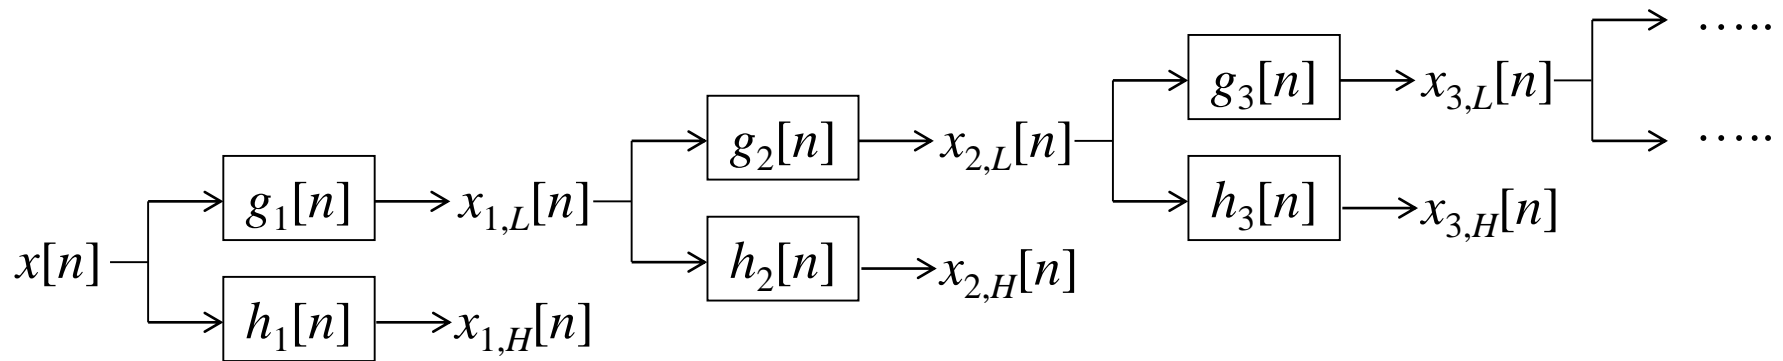 x[n]
g₁[n]
x₁,L[n]
h₁[n]
x₁,H[n]
g₂[n]
x₂,L[n]
h₂[n]
x₂,H[n]
g₃[n]
x₃,L[n]
h₃[n]
x₃,H[n]
.....
.....